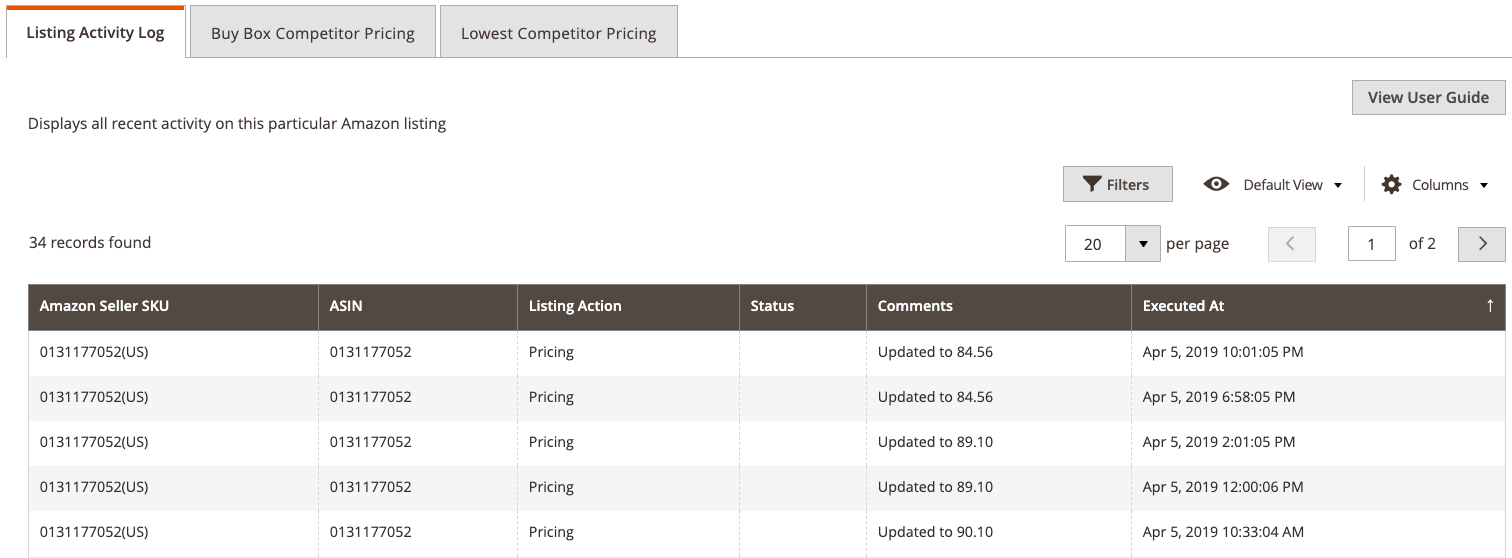 Listing Activity Log Buy Box Competitor Pricing Lowest Competitor Pricing
View User Guide
Displays all recent activity on this particular Amazon listing
Filters Default View Columns
34 records found 20 per page 1 of 2
Amazon Seller SKU ASIN Listing Action Status Comments Executed At ↑
0131177052(US) 0131177052 Pricing Updated to 84.56 Apr 5, 2019 10:01:05 PM
0131177052(US) 0131177052 Pricing Updated to 84.56 Apr 5, 2019 6:58:05 PM
0131177052(US) 0131177052 Pricing Updated to 89.10 Apr 5, 2019 2:01:05 PM
0131177052(US) 0131177052 Pricing Updated to 89.10 Apr 5, 2019 12:00:06 PM
0131177052(US) 0131177052 Pricing Updated to 90.10 Apr 5, 2019 10:33:04 AM